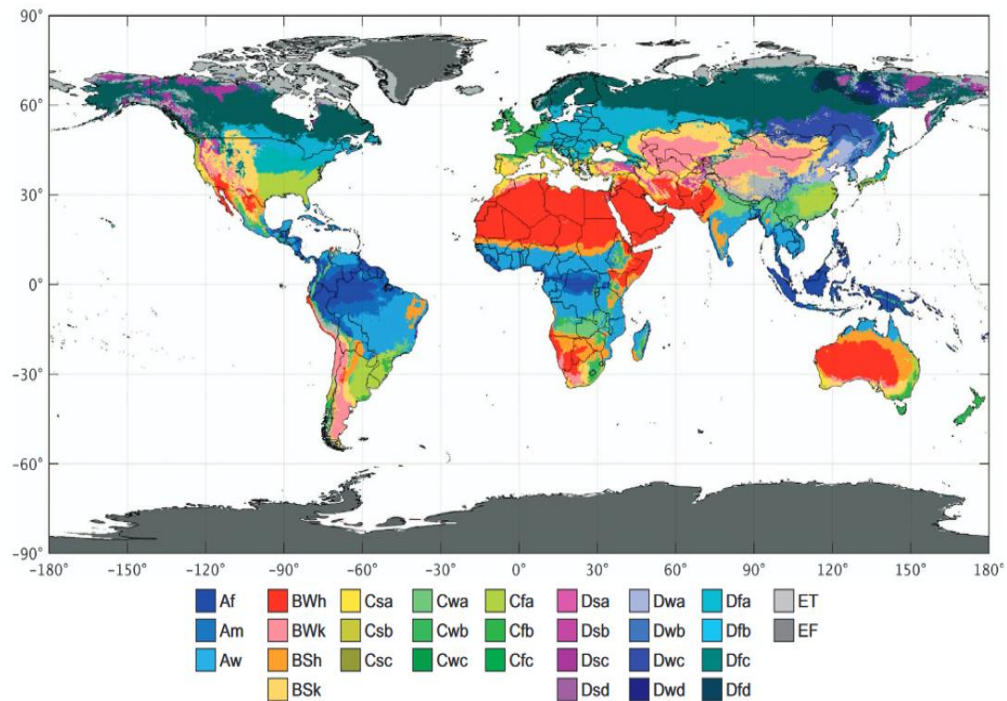 90°
60°
30°
0°
−30°
−60°
−90°
−180° −150° −120° −90° −60° −30° 0° 30° 60° 90° 120° 150° 180°
Af BWh Csa Cwa Cfa Dsa Dwa Dfa ET
Am BWk Csb Cwb Cfb Dsb Dwb Dfb EF
Aw BSh Csc Cwc Cfc Dsc Dwc Dfc
BSk Dsd Dwd Dfd